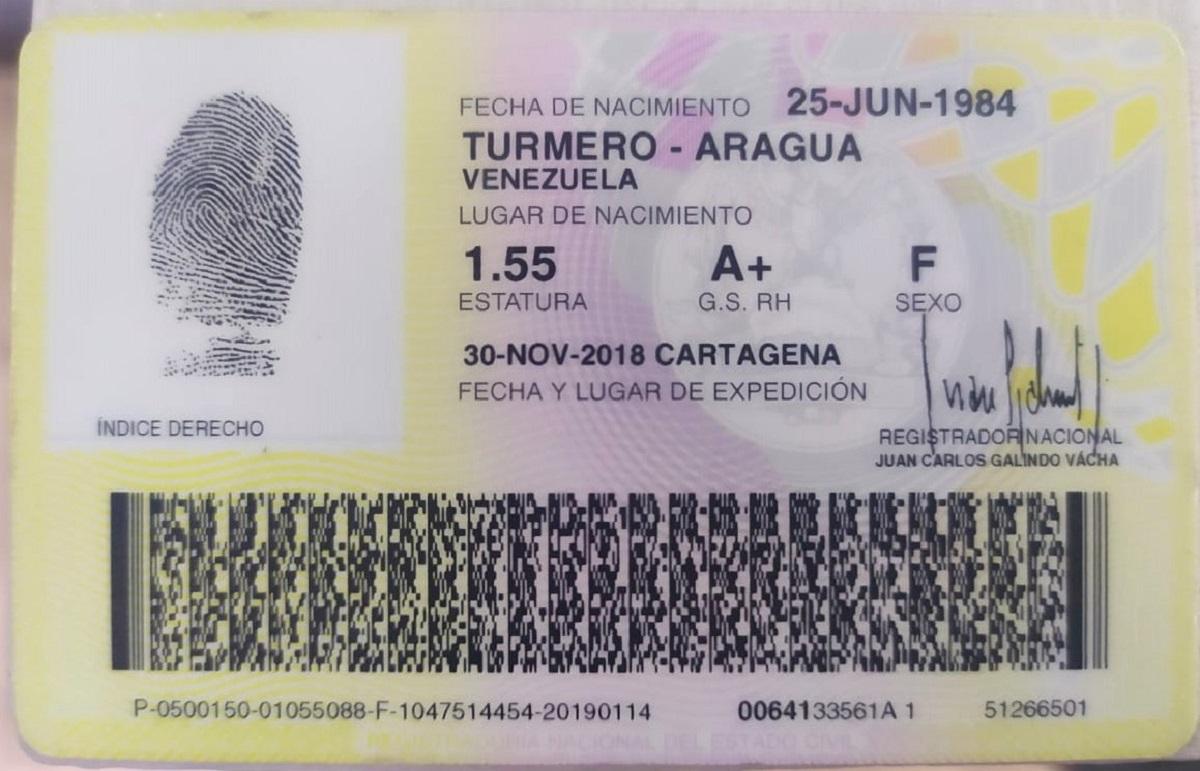 FECHA DE NACIMIENTO 25-JUN-1984
TURMERO - ARAGUA
VENEZUELA
LUGAR DE NACIMIENTO
1.55 A+ F
ESTATURA G.S. RH SEXO
30-NOV-2018 CARTAGENA
FECHA Y LUGAR DE EXPEDICIÓN
ÍNDICE DERECHO
REGISTRADOR NACIONAL
JUAN CARLOS GALINDO VÁCHA
P-0500150-01055088-F-1047514454-20190114 0064133561A 1 51266501
REGISTRADURIA NACIONAL DEL ESTADO CIVIL